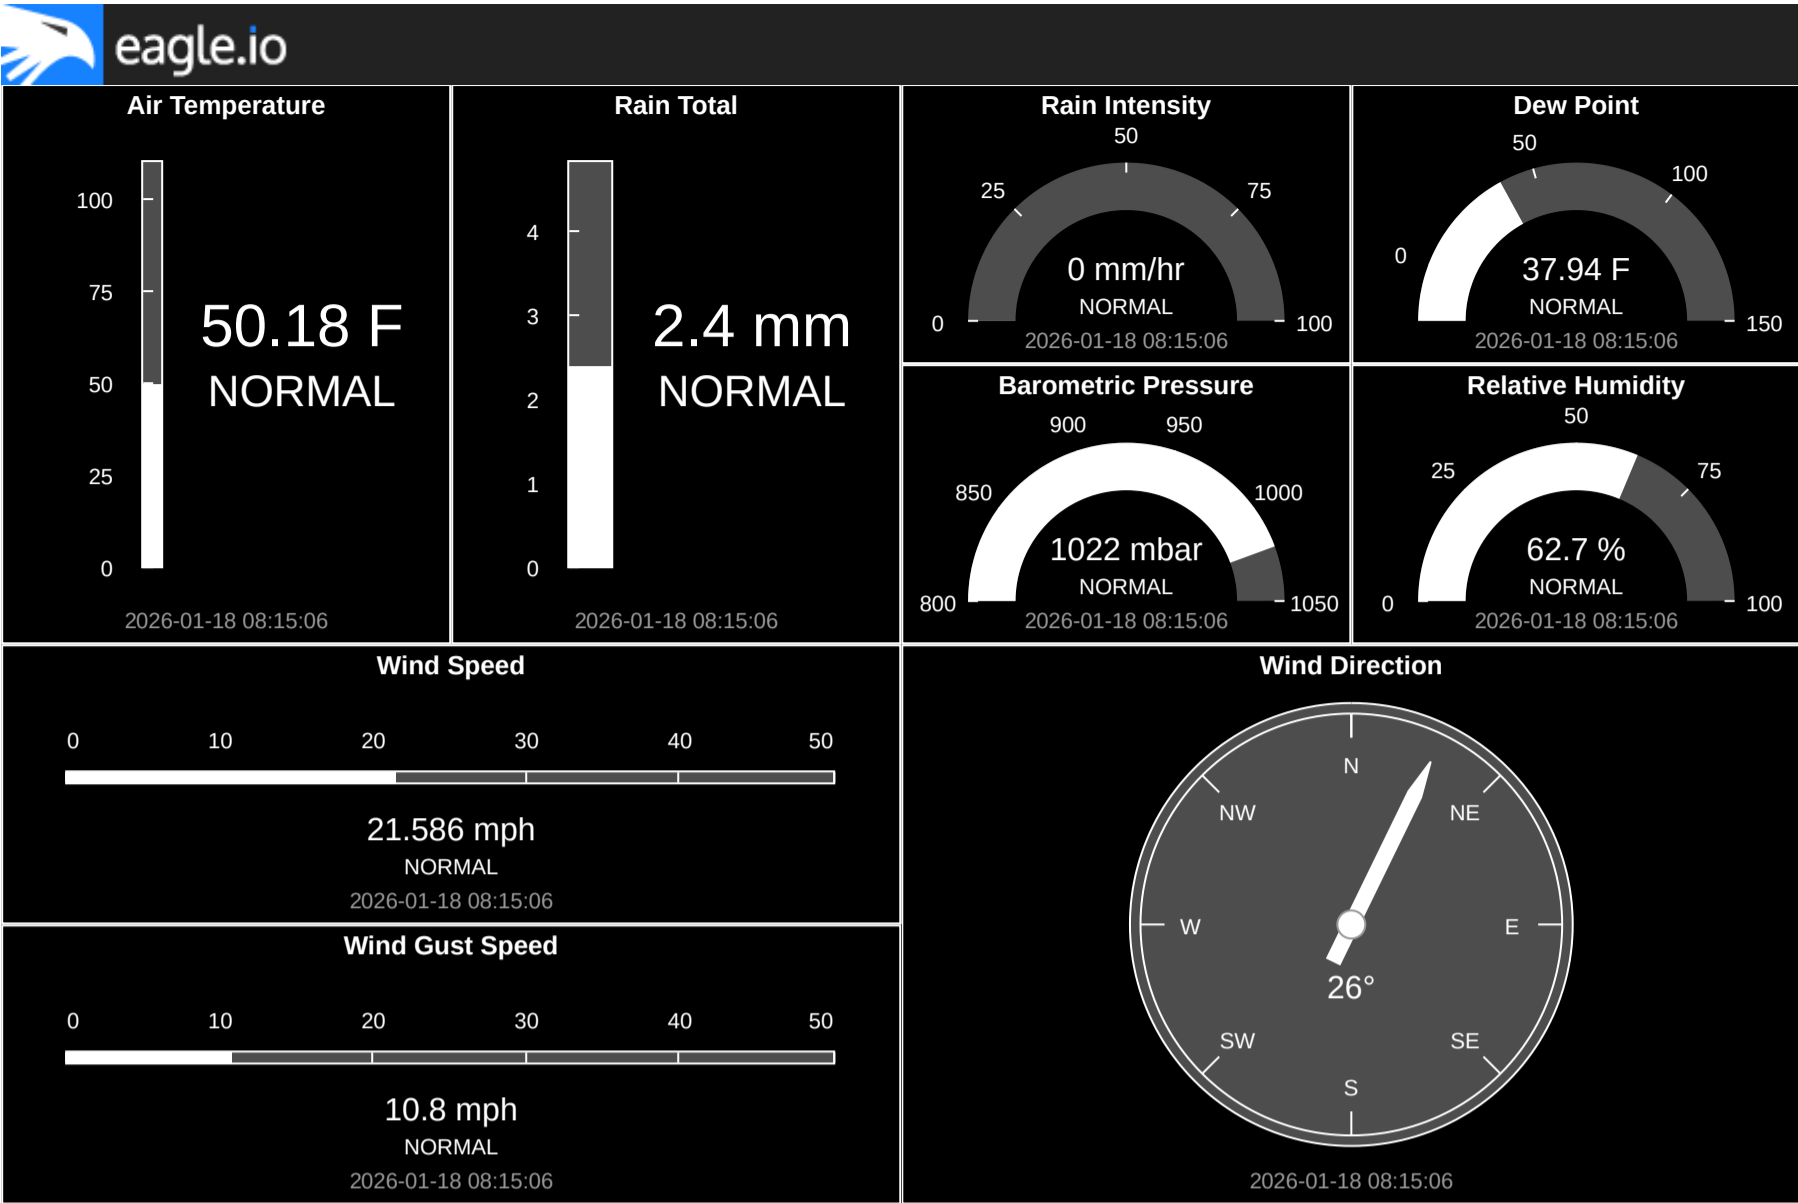 eagle.io
Air Temperature
100
75
50
25
0
50.18 F
NORMAL
2026-01-18 08:15:06
Rain Total
4
3
2
1
0
2.4 mm
NORMAL
2026-01-18 08:15:06
Rain Intensity
0
25
50
75
100
0 mm/hr
NORMAL
2026-01-18 08:15:06
Dew Point
0
50
100
150
37.94 F
NORMAL
2026-01-18 08:15:06
Barometric Pressure
800
850
900
950
1000
1050
1022 mbar
NORMAL
2026-01-18 08:15:06
Relative Humidity
0
25
50
75
100
62.7 %
NORMAL
2026-01-18 08:15:06
Wind Speed
0 10 20 30 40 50
21.586 mph
NORMAL
2026-01-18 08:15:06
Wind Gust Speed
0 10 20 30 40 50
10.8 mph
NORMAL
2026-01-18 08:15:06
Wind Direction
N
NW NE
W E
26°
SW SE
S
2026-01-18 08:15:06